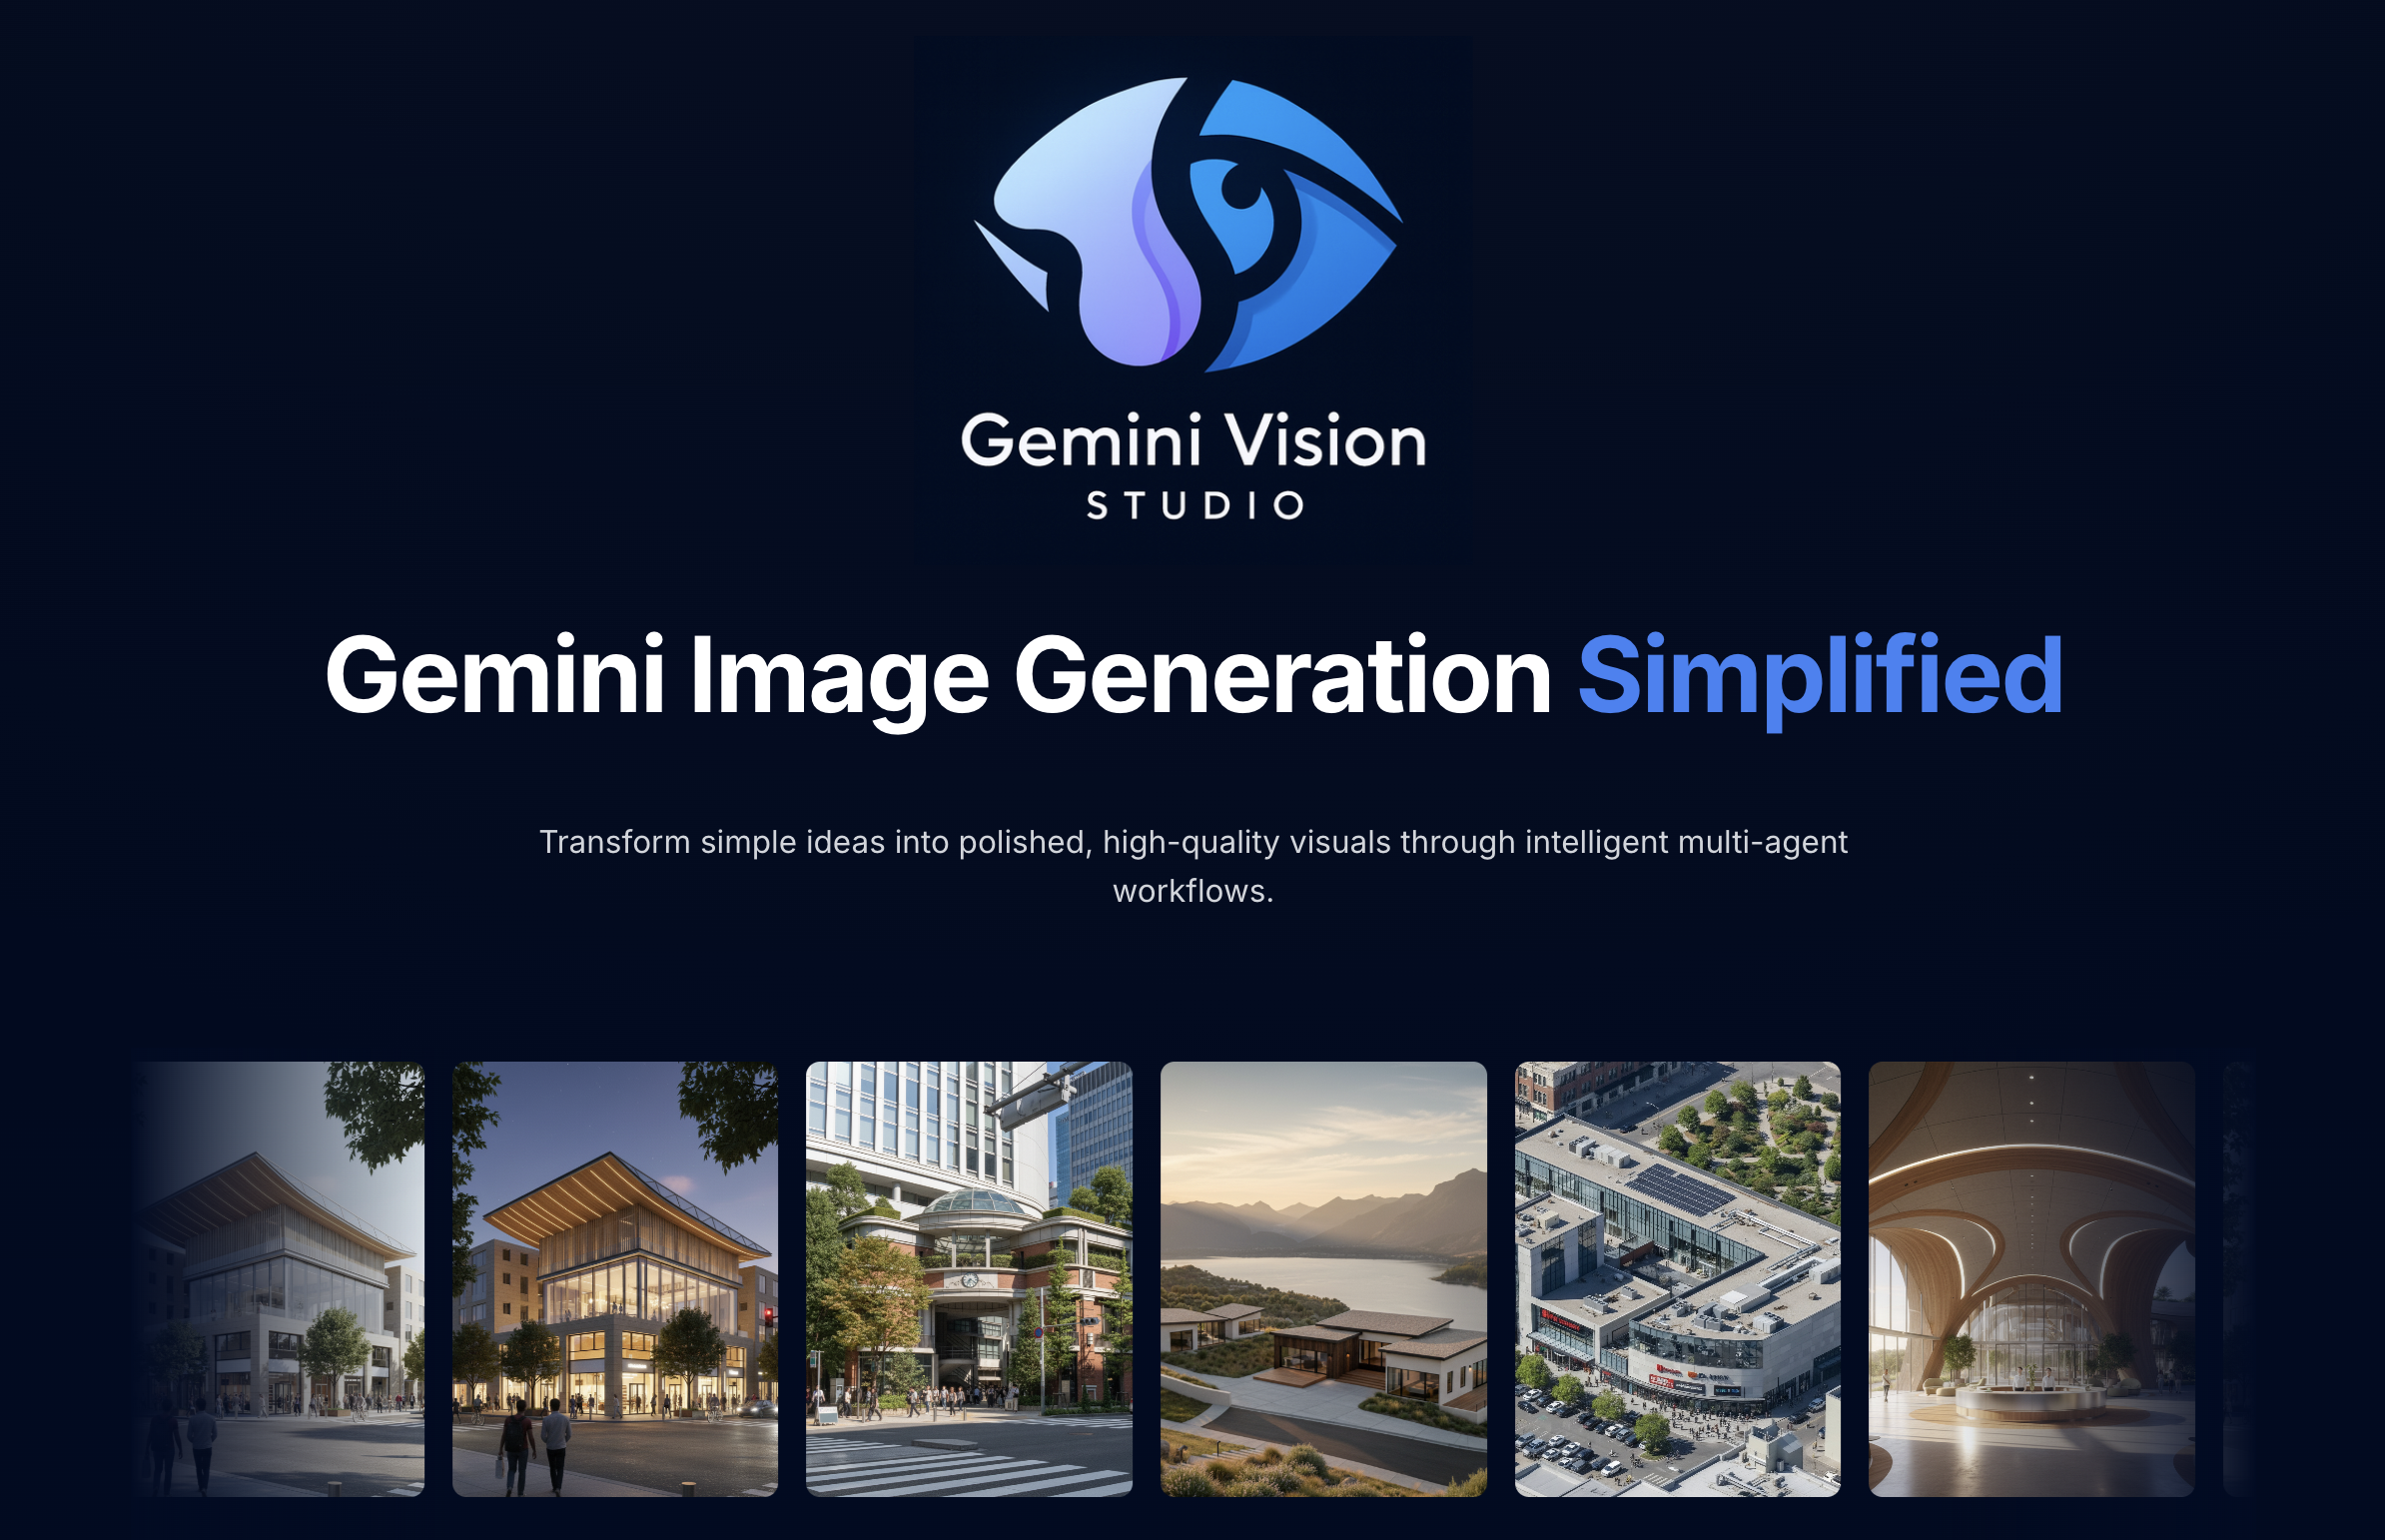 Gemini Vision
STUDIO
Gemini Image Generation Simplified
Transform simple ideas into polished, high-quality visuals through intelligent multi-agent
workflows.